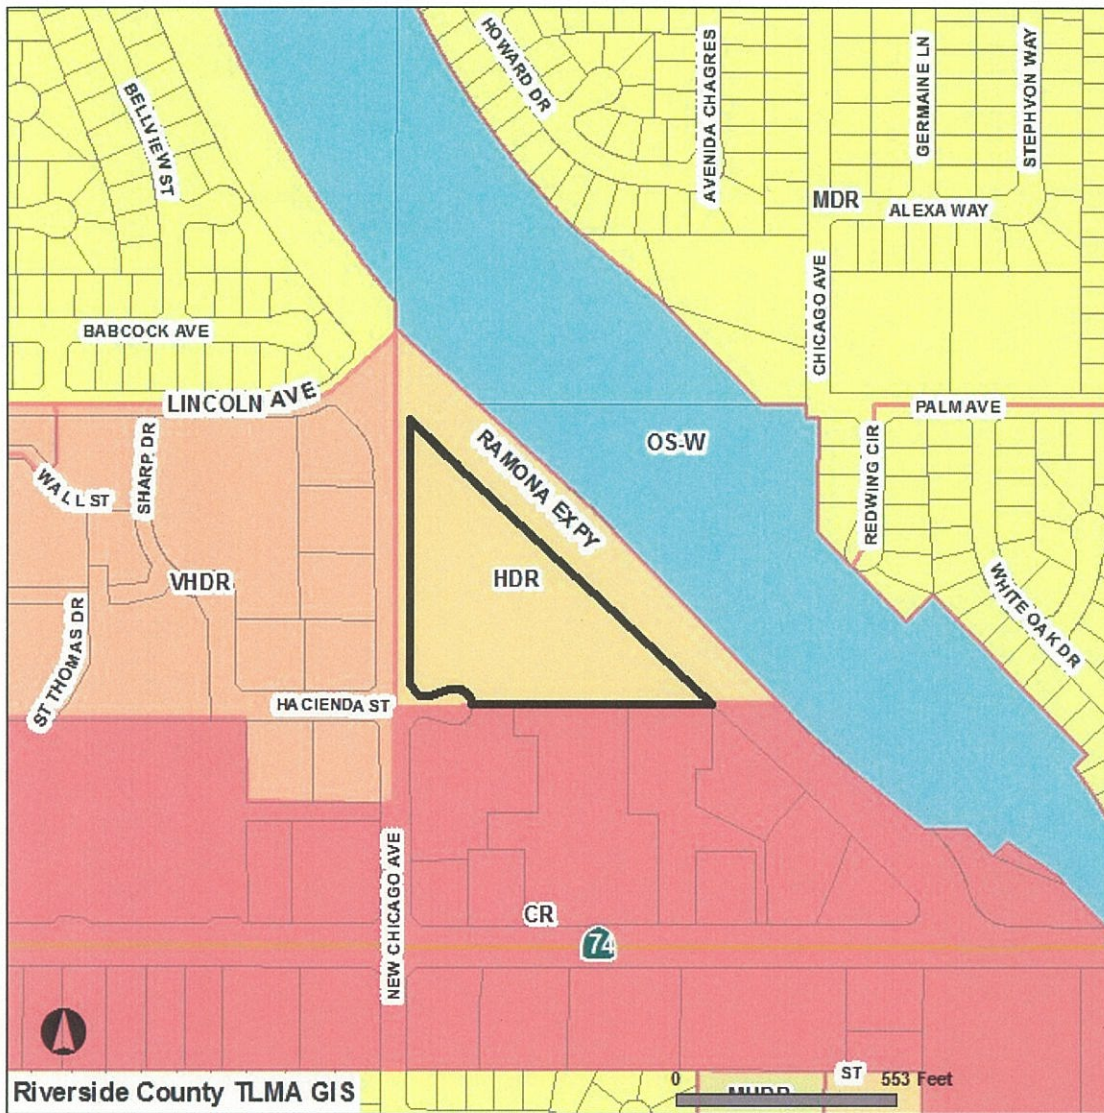 HOWARD DR
AVENIDA CHAGRES
GERMAINE LN
STEPHVON WAY
BELLVIEW ST
MDR
ALEXA WAY
CHICAGO AVE
BABCOCK AVE
LINCOLN AVE
PALM AVE
SHARP DR
WALL ST
RAMONA EXPY
OS-W
REDWING CIR
VHDR
HDR
WHITE OAK DR
ST THOMAS DR
HACIENDA ST
NEW CHICAGO AVE
CR
74
ST
0 553 Feet
MHDR
Riverside County TLMA GIS